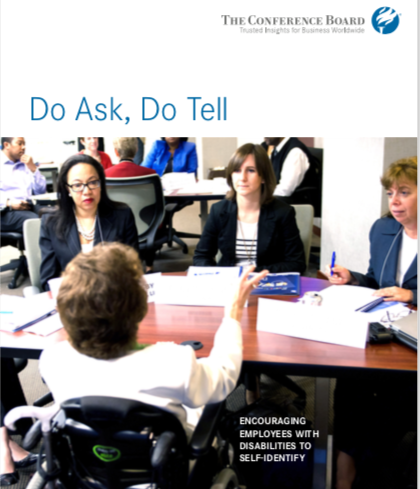 THE CONFERENCE BOARD
Trusted Insights for Business Worldwide
Do Ask, Do Tell
ENCOURAGING
EMPLOYEES WITH
DISABILITIES TO
SELF-IDENTIFY